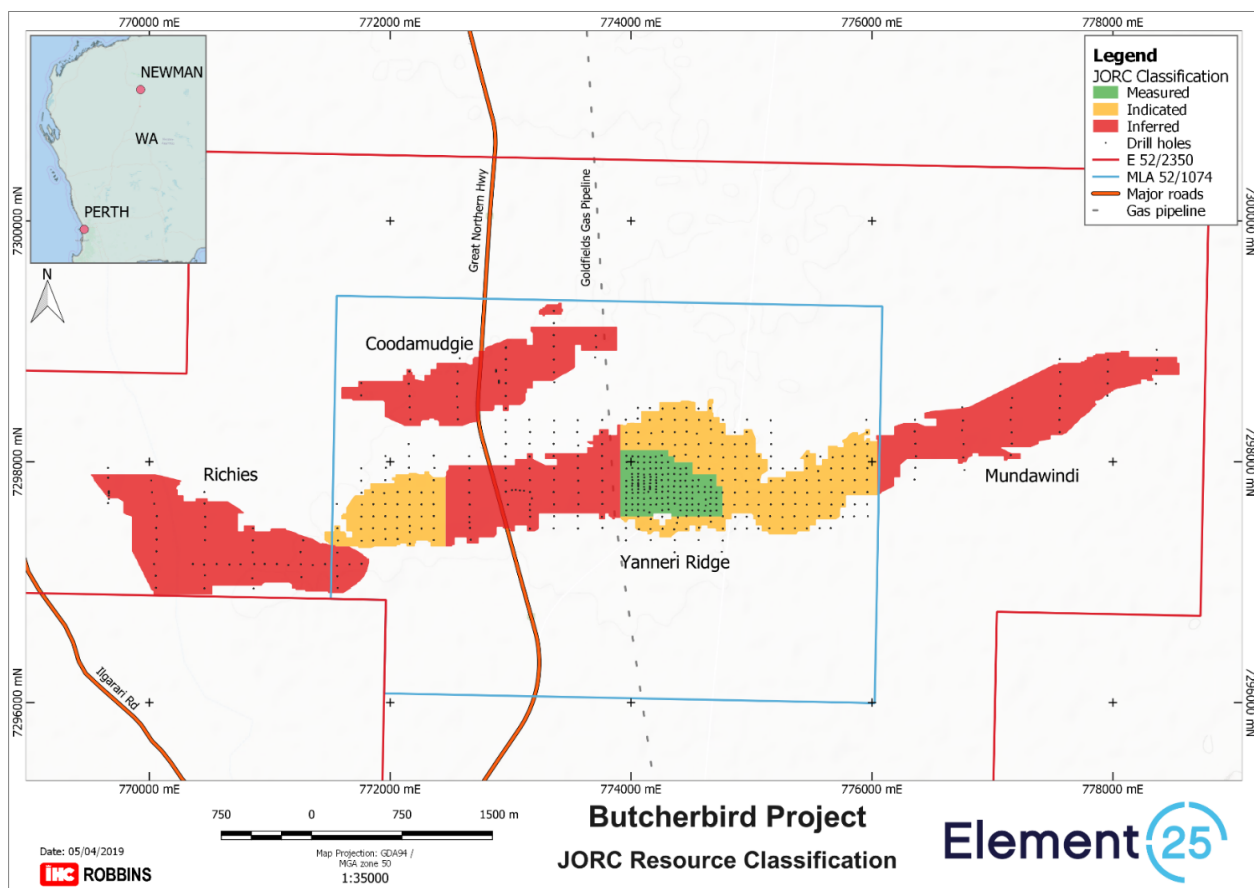 770000 mE
772000 mE
774000 mE
776000 mE
778000 mE
NEWMAN
WA
PERTH
N
Legend
JORC Classification
Measured
Indicated
Inferred
Drill holes
E 52/2350
MLA 52/1074
Major roads
Gas pipeline
7300000 mN
7300000 mN
Great Northern Hwy
Goldfields Gas Pipeline
Coodamudgie
7298000 mN
7298000 mN
Richies
Mundawindi
Yanneri Ridge
Ilgarari Rd
7296000 mN
7296000 mN
770000 mE
772000 mE
774000 mE
776000 mE
778000 mE
750
0
750
1500 m
Map Projection: GDA94 /
MGA zone 50
1:35000
Date: 05/04/2019
IHC ROBBINS
Butcherbird Project
JORC Resource Classification
Element 25